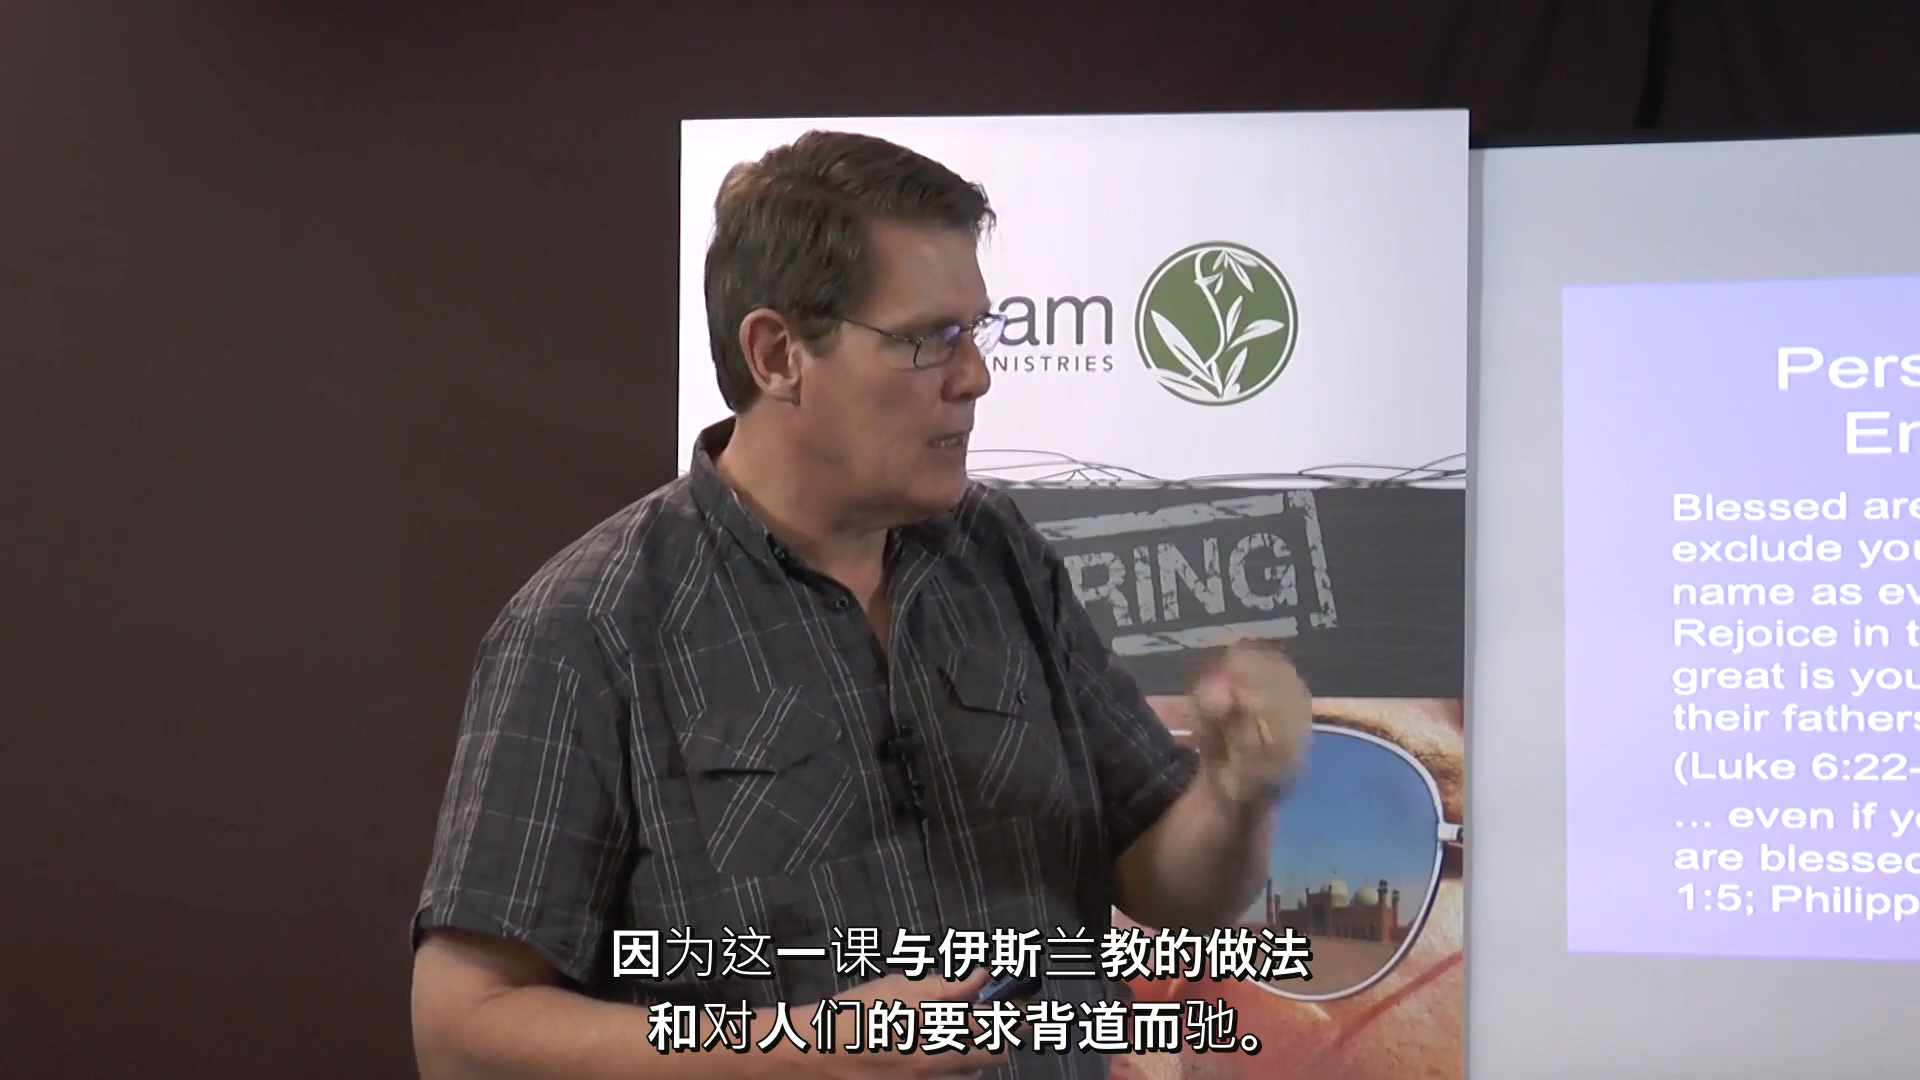 am
NISTRIES
RING
Pers
En
Blessed are
exclude you
name as ev
Rejoice in t
great is you
their fathers
(Luke 6:22-
... even if yo
are blessed
1:5; Philipp
因为这一课与伊斯兰教的做法
和对人们的要求背道而驰。